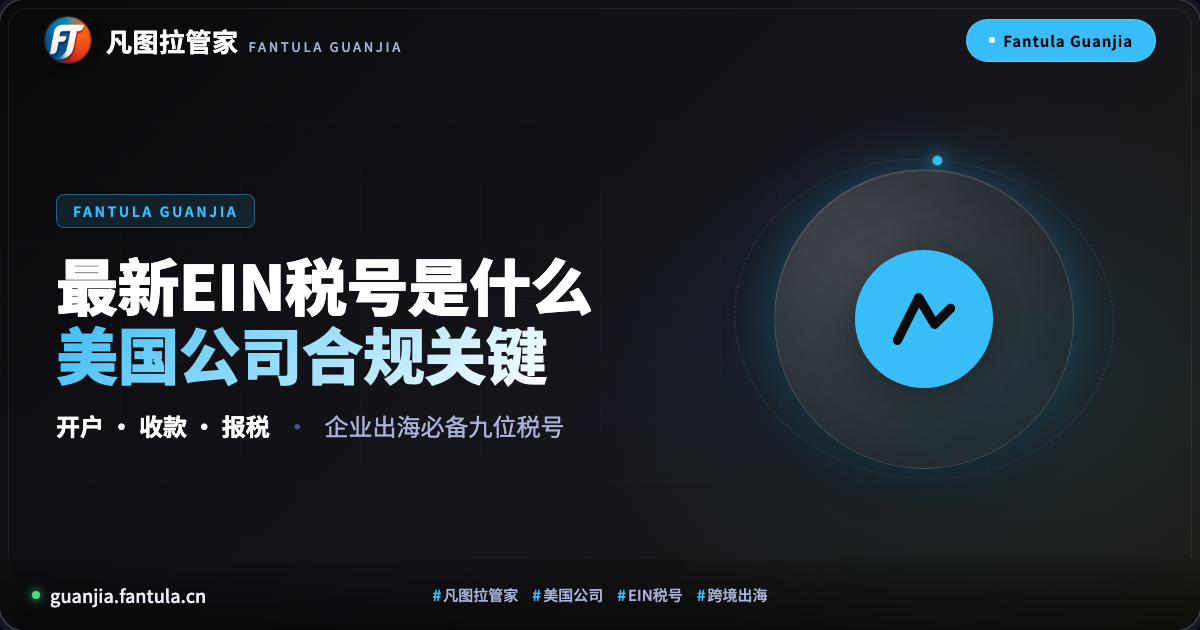 FT 凡图拉管家 FANTULA GUANJIA
Fantula Guanjia
FANTULA GUANJIA
最新EIN税号是什么
美国公司合规关键
开户 · 收款 · 报税 · 企业出海必备九位税号
guanjia.fantula.cn
#凡图拉管家 #美国公司 #EIN税号 #跨境出海